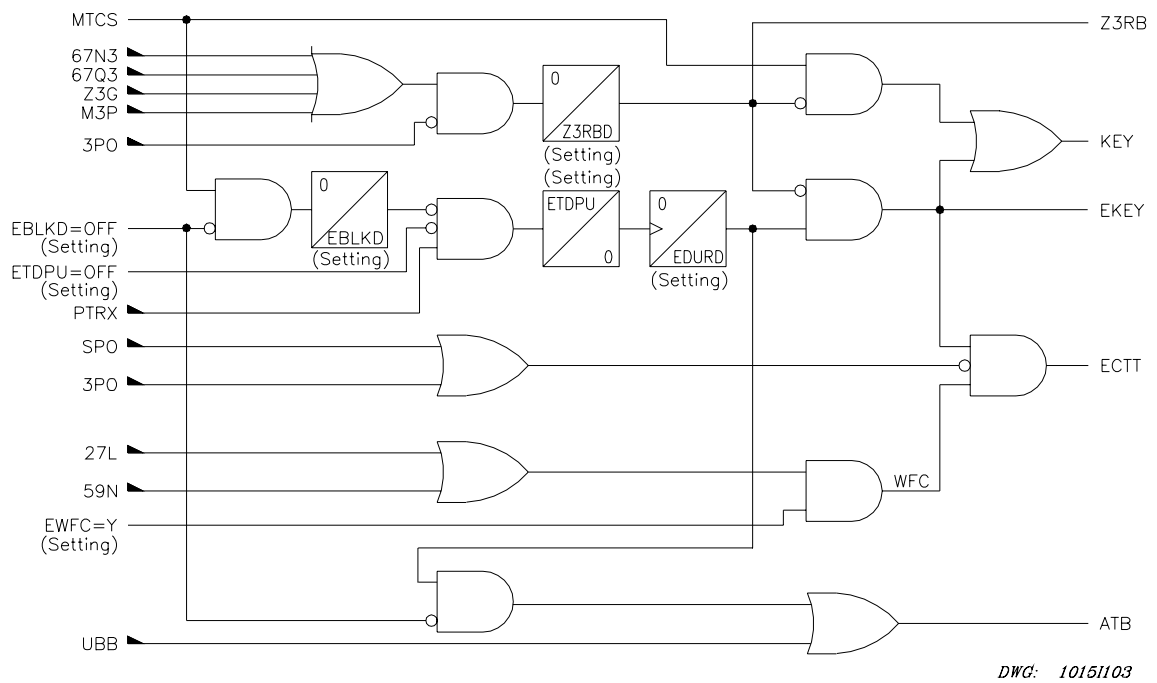 MTCS
Z3RB
67N3
67Q3
Z3G
M3P
3PO
0
Z3RBD
(Setting)
(Setting)
KEY
EBLKD=OFF
(Setting)
0
EBLKD
(Setting)
ETDPU
0
0
EDURD
(Setting)
EKEY
ETDPU=OFF
(Setting)
PTRX
SPO
3PO
ECTT
27L
59N
WFC
EWFC=Y
(Setting)
UBB
ATB
DWG: 1015I103